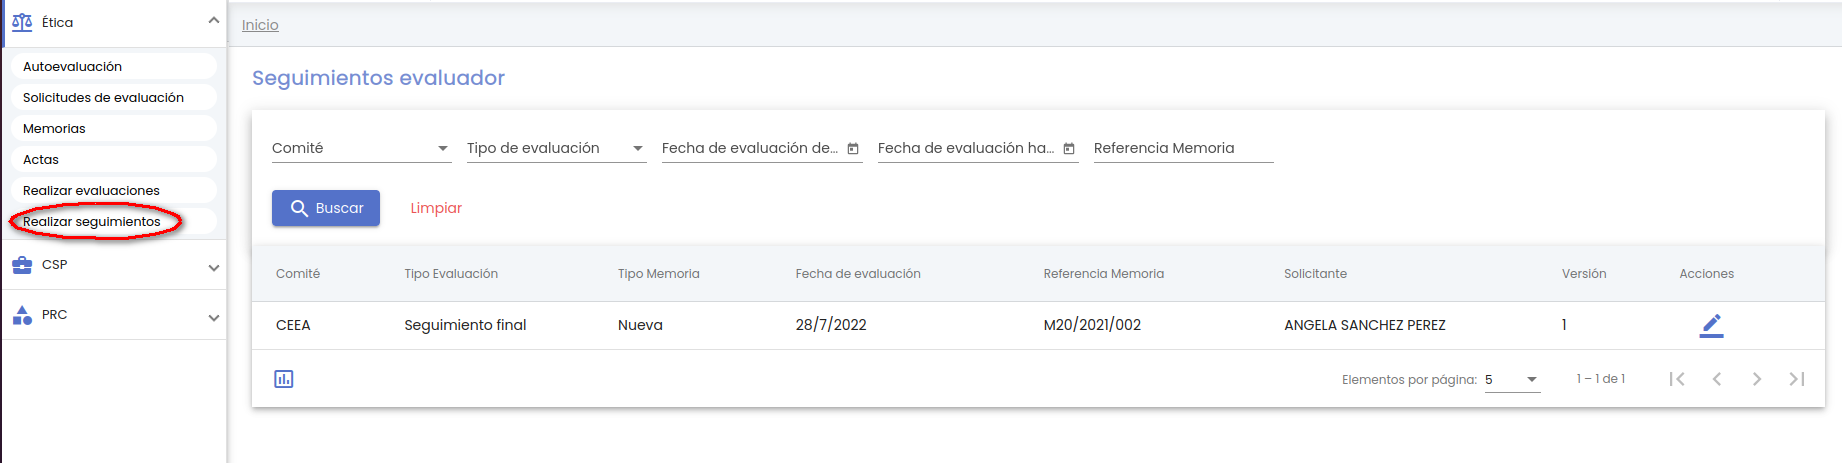 Ética
Autoevaluación
Solicitudes de evaluación
Memorias
Actas
Realizar evaluaciones
Realizar seguimientos
CSP
PRC
Inicio
Seguimientos evaluador
Comité Tipo de evaluación Fecha de evaluación de... Fecha de evaluación ha... Referencia Memoria
Buscar Limpiar
Comité Tipo Evaluación Tipo Memoria Fecha de evaluación Referencia Memoria Solicitante Versión Acciones
CEEA Seguimiento final Nueva 28/7/2022 M20/2021/002 ANGELA SANCHEZ PEREZ 1
Elementos por página: 5 1 – 1 de 1